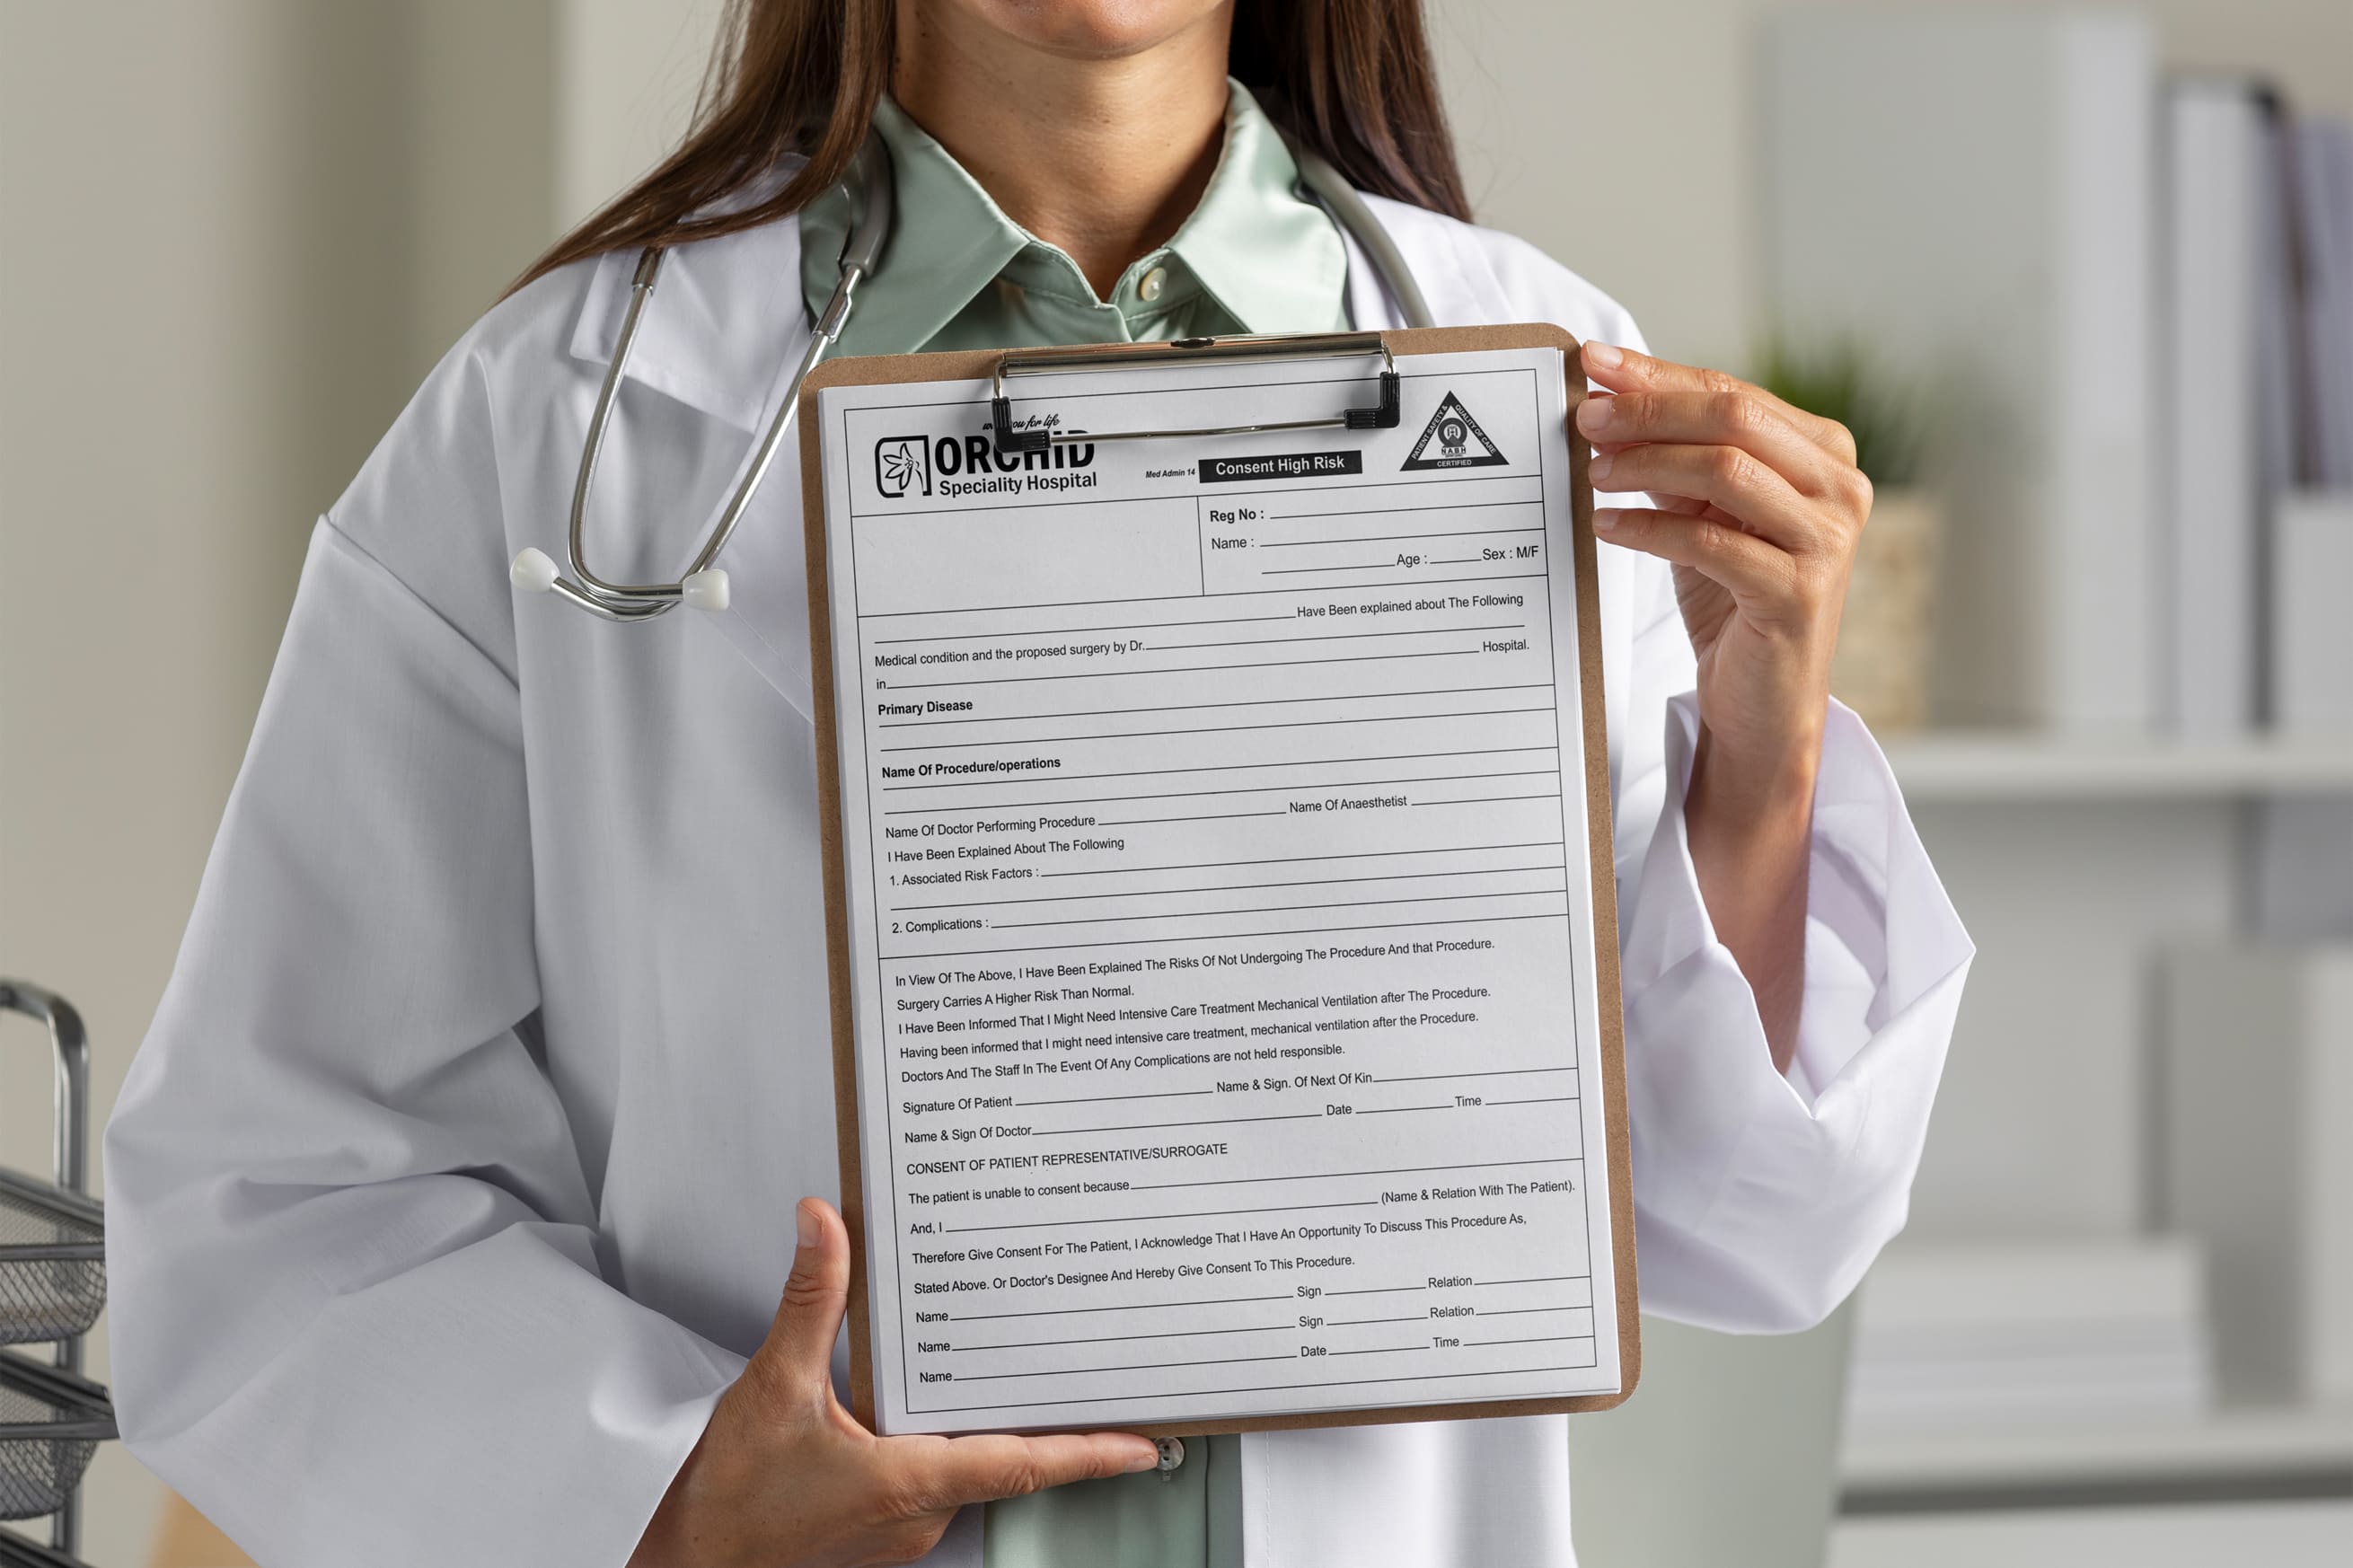 you for life
ORCHID
Speciality Hospital
Med Admin 14
Consent High Risk
PATIENT SAFETY &
QUALITY OF CARE
NABH
CERTIFIED
Reg No :
Name :
Age : Sex : M/F
Have Been explained about The Following
Medical condition and the proposed surgery by Dr.
in Hospital.
Primary Disease
Name Of Procedure/operations
Name Of Doctor Performing Procedure Name Of Anaesthetist
I Have Been Explained About The Following
1. Associated Risk Factors :
2. Complications :
In View Of The Above, I Have Been Explained The Risks Of Not Undergoing The Procedure And that Procedure.
Surgery Carries A Higher Risk Than Normal.
I Have Been Informed That I Might Need Intensive Care Treatment Mechanical Ventilation after The Procedure.
Having been informed that I might need intensive care treatment, mechanical ventilation after the Procedure.
Doctors And The Staff In The Event Of Any Complications are not held responsible.
Signature Of Patient Name & Sign. Of Next Of Kin
Name & Sign Of Doctor Date Time
CONSENT OF PATIENT REPRESENTATIVE/SURROGATE
The patient is unable to consent because
And, I (Name & Relation With The Patient).
Therefore Give Consent For The Patient, I Acknowledge That I Have An Opportunity To Discuss This Procedure As,
Stated Above. Or Doctor's Designee And Hereby Give Consent To This Procedure.
Name Sign Relation
Name Sign Relation
Name Date Time